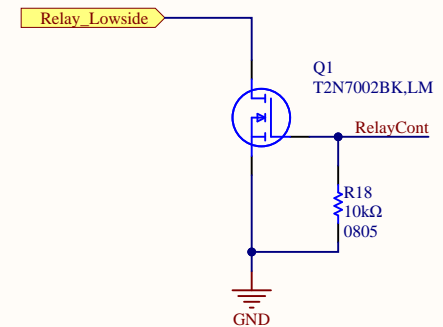 Relay_Lowside
Q1
T2N7002BK,LM
RelayCont
R18
10kΩ
0805
GND